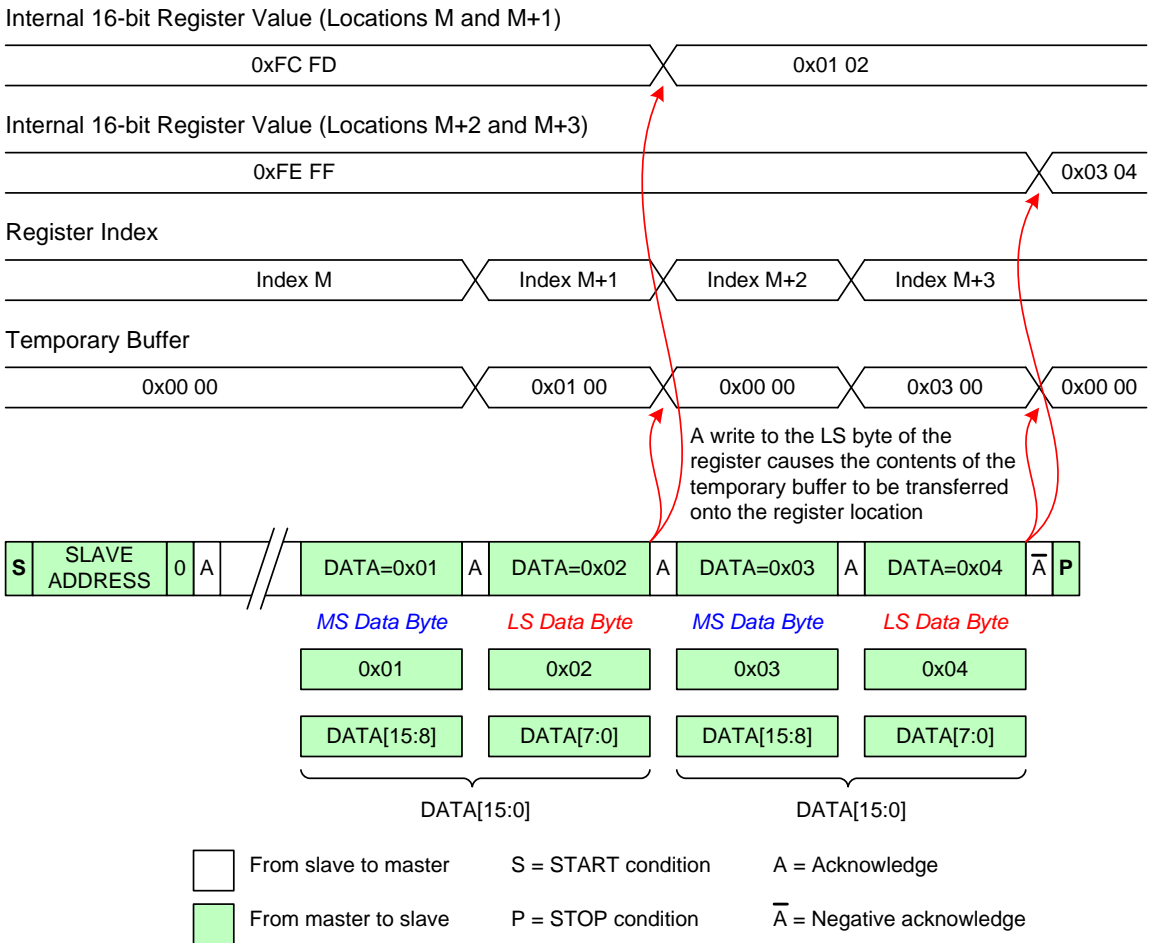 Internal 16-bit Register Value (Locations M and M+1)
0xFC FD
0x01 02
Internal 16-bit Register Value (Locations M+2 and M+3)
0xFE FF
0x03 04
Register Index
Index M
Index M+1
Index M+2
Index M+3
Temporary Buffer
0x00 00
0x01 00
0x00 00
0x03 00
0x00 00
A write to the LS byte of the
register causes the contents of the
temporary buffer to be transferred
onto the register location
S
SLAVE
ADDRESS
0
A
DATA=0x01
A
DATA=0x02
A
DATA=0x03
A
DATA=0x04
A̅
P
MS Data Byte
LS Data Byte
MS Data Byte
LS Data Byte
0x01
0x02
0x03
0x04
DATA[15:8]
DATA[7:0]
DATA[15:8]
DATA[7:0]
DATA[15:0]
DATA[15:0]
From slave to master
S = START condition
A = Acknowledge
From master to slave
P = STOP condition
A̅ = Negative acknowledge